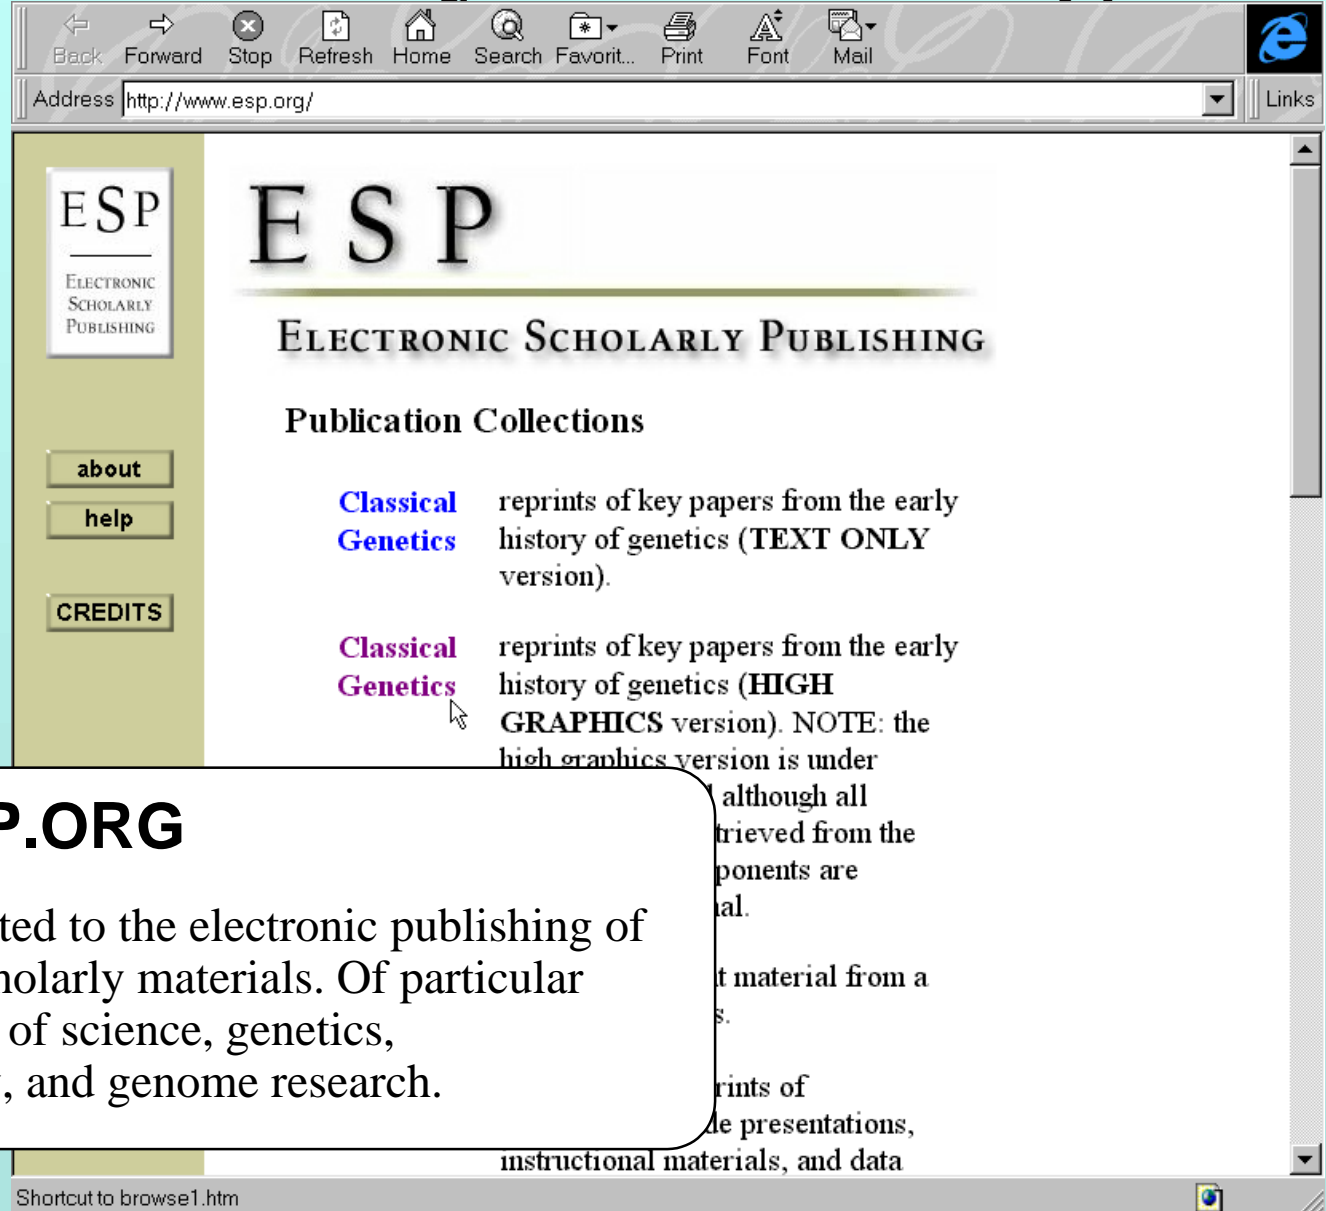 Back Forward Stop Refresh Home Search Favorit... Print Font Mail
Address http://www.esp.org/ Links
ESP
ELECTRONIC
SCHOLARLY
PUBLISHING
about
help
CREDITS
ESP
ELECTRONIC SCHOLARLY PUBLISHING
Publication Collections
Classical reprints of key papers from the early
Genetics history of genetics (TEXT ONLY
version).
Classical reprints of key papers from the early
Genetics history of genetics (HIGH
GRAPHICS version). NOTE: the
high graphics version is under
although all
trieved from the
ponents are
al.
t material from a
s.
rints of
de presentations,
instructional materials, and data
P.ORG
ted to the electronic publishing of
holarly materials. Of particular
of science, genetics,
, and genome research.
Shortcut to browse1.htm